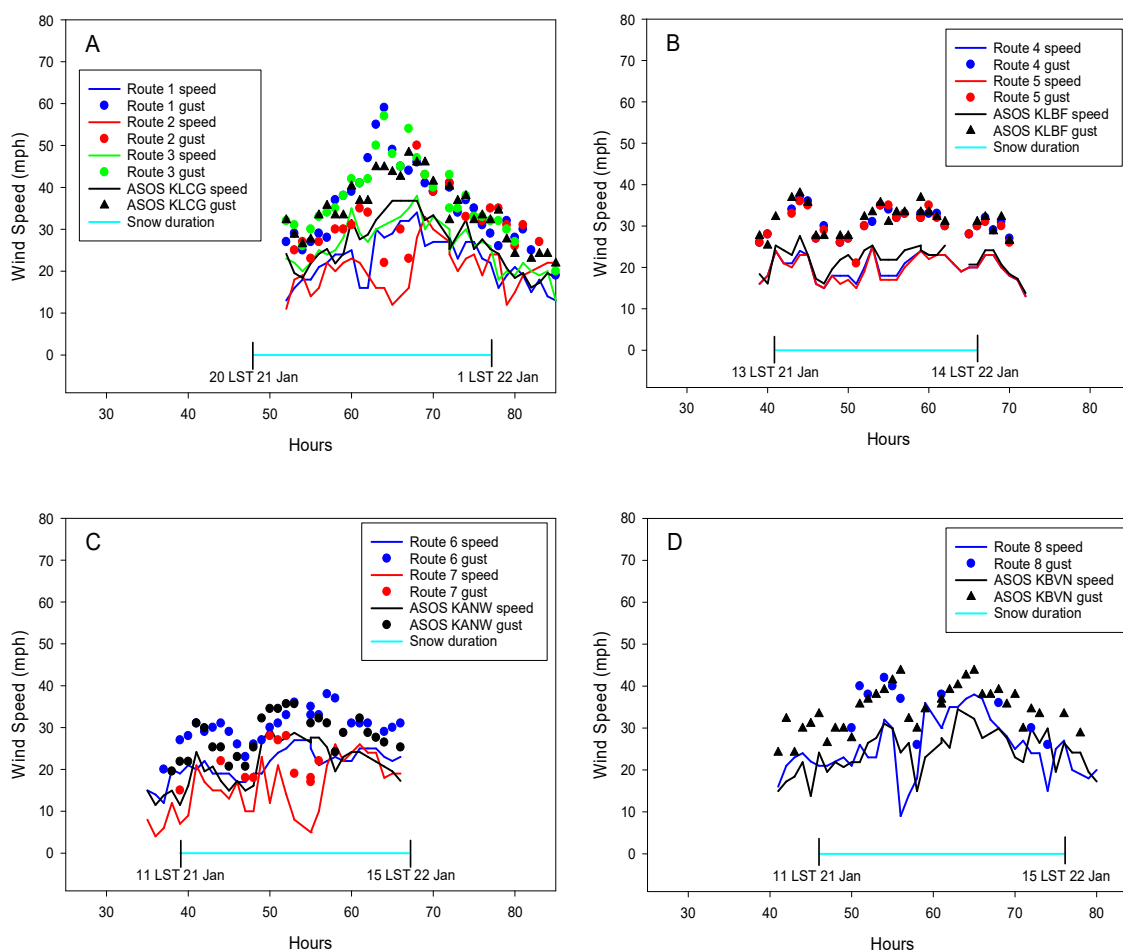 A
Wind Speed (mph)
80
70
60
50
40
30
20
10
0
Route 1 speed
Route 1 gust
Route 2 speed
Route 2 gust
Route 3 speed
Route 3 gust
ASOS KLCG speed
ASOS KLCG gust
Snow duration
20 LST 21 Jan
1 LST 22 Jan
30 40 50 60 70 80
Hours
B
Wind Speed (mph)
80
70
60
50
40
30
20
10
0
Route 4 speed
Route 4 gust
Route 5 speed
Route 5 gust
ASOS KLBF speed
ASOS KLBF gust
Snow duration
13 LST 21 Jan
14 LST 22 Jan
30 40 50 60 70 80
Hours
C
Wind Speed (mph)
80
70
60
50
40
30
20
10
0
Route 6 speed
Route 6 gust
Route 7 speed
Route 7 gust
ASOS KANW speed
ASOS KANW gust
Snow duration
11 LST 21 Jan
15 LST 22 Jan
30 40 50 60 70 80
Hours
D
Wind Speed (mph)
80
70
60
50
40
30
20
10
0
Route 8 speed
Route 8 gust
ASOS KBVN speed
ASOS KBVN gust
Snow duration
11 LST 21 Jan
15 LST 22 Jan
30 40 50 60 70 80
Hours